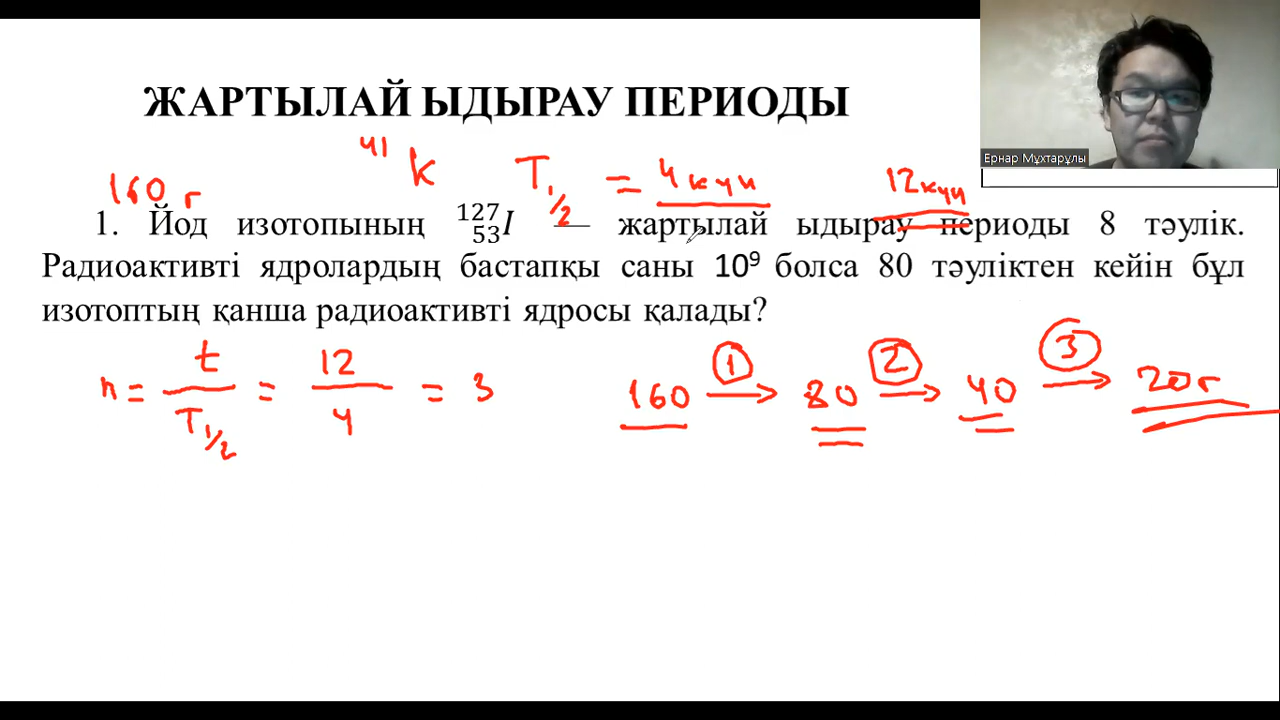 ЖАРТЫЛАЙ ЫДЫРАУ ПЕРИОДЫ
Ернар Мұхтарұлы
160 г ⁴¹K T1/2 = 4күн 12күн
1. Йод изотопының ¹²⁷₅₃I — жартылай ыдырау периоды 8 тәулік.
Радиоактивті ядролардың бастапқы саны 10⁹ болса 80 тәуліктен кейін бұл
изотоптың қанша радиоактивті ядросы қалады?
n = t/T1/2 = 12/4 = 3 160 →(1) 80 →(2) 40 →(3) 20г